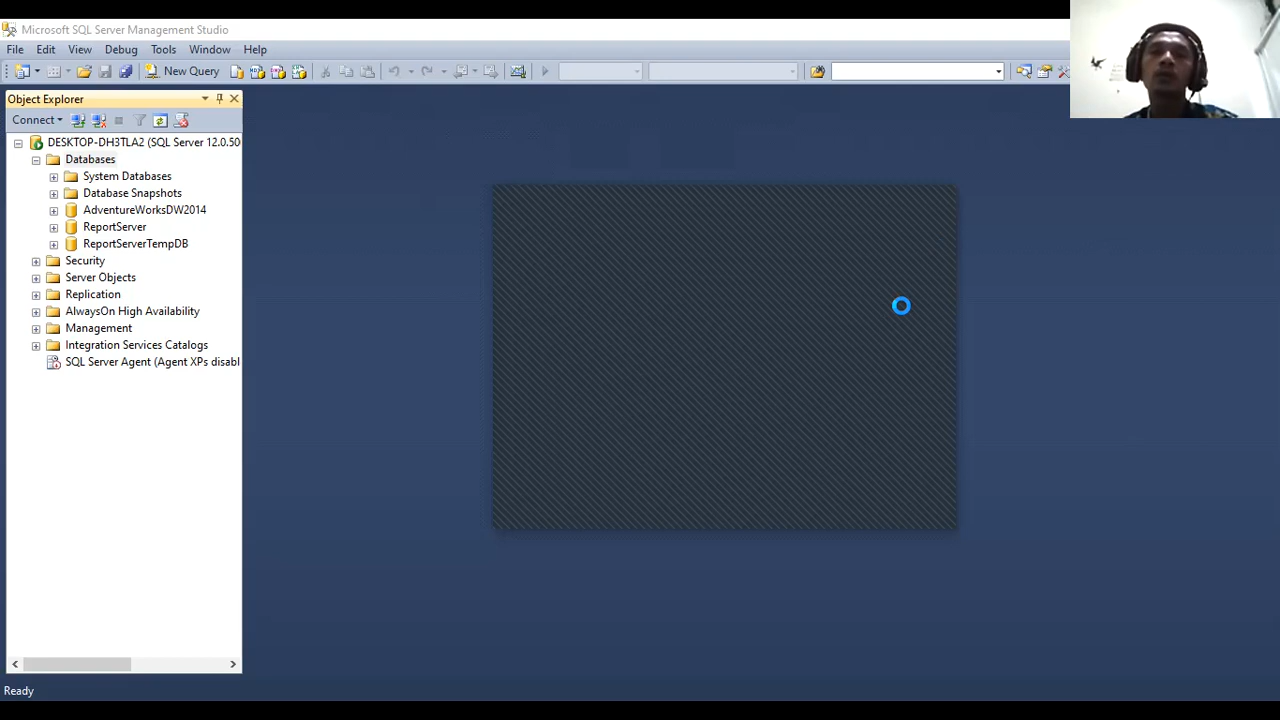 Microsoft SQL Server Management Studio
File Edit View Debug Tools Window Help
New Query
Object Explorer
Connect
DESKTOP-DH3TLA2 (SQL Server 12.0.50
Databases
System Databases
Database Snapshots
AdventureWorksDW2014
ReportServer
ReportServerTempDB
Security
Server Objects
Replication
AlwaysOn High Availability
Management
Integration Services Catalogs
SQL Server Agent (Agent XPs disabl
Ready